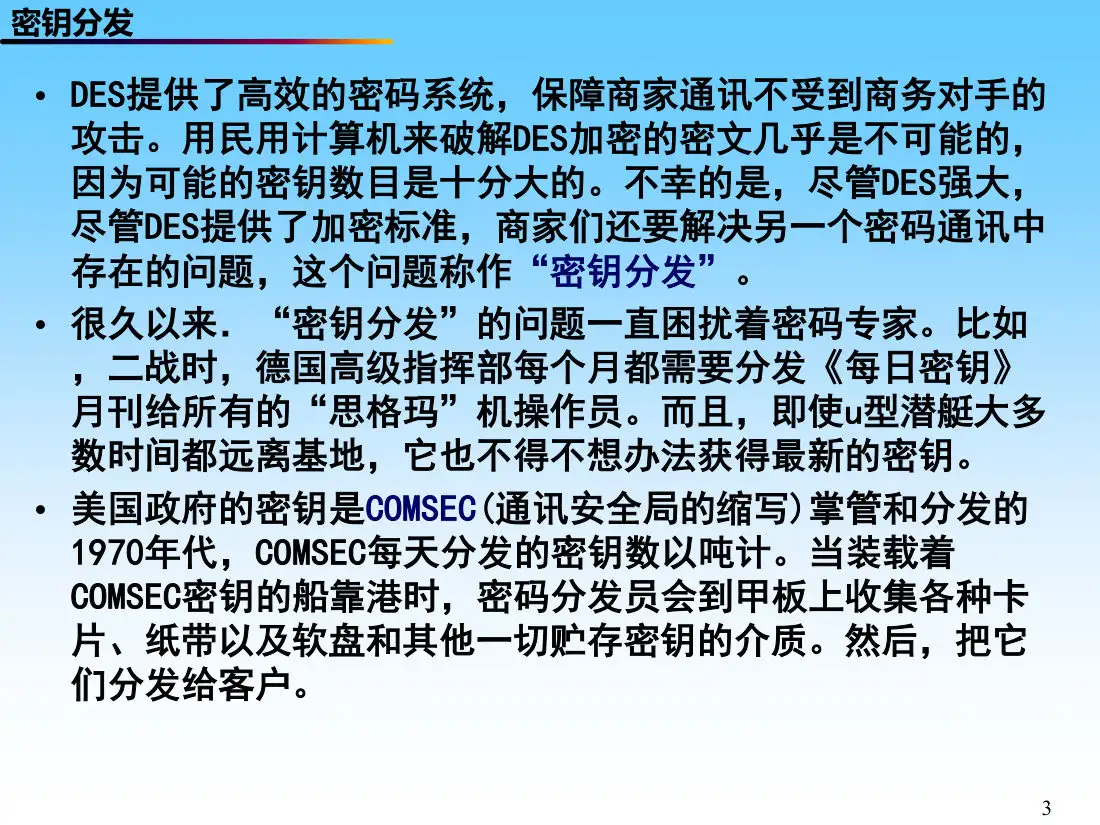 密钥分发
• DES提供了高效的密码系统，保障商家通讯不受到商务对手的
攻击。用民用计算机来破解DES加密的密文几乎是不可能的，
因为可能的密钥数目是十分大的。不幸的是，尽管DES强大，
尽管DES提供了加密标准，商家们还要解决另一个密码通讯中
存在的问题，这个问题称作“密钥分发”。
• 很久以来．“密钥分发”的问题一直困扰着密码专家。比如
，二战时，德国高级指挥部每个月都需要分发《每日密钥》
月刊给所有的“思格玛”机操作员。而且，即使u型潜艇大多
数时间都远离基地，它也不得不想办法获得最新的密钥。
• 美国政府的密钥是COMSEC(通讯安全局的缩写)掌管和分发的
1970年代，COMSEC每天分发的密钥数以吨计。当装载着
COMSEC密钥的船靠港时，密码分发员会到甲板上收集各种卡
片、纸带以及软盘和其他一切贮存密钥的介质。然后，把它
们分发给客户。
3